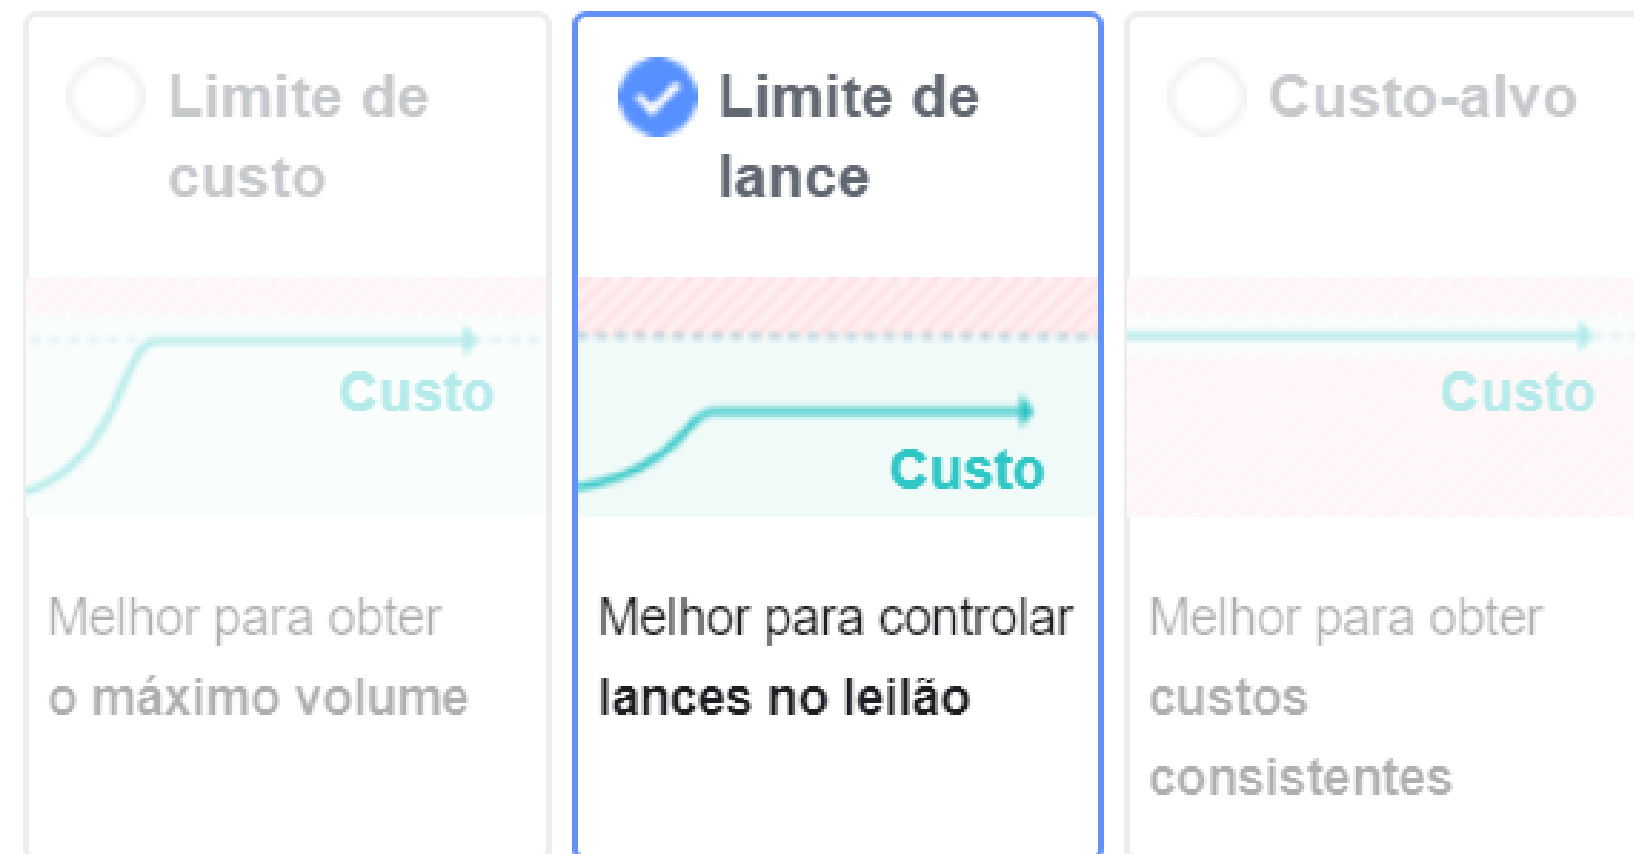 Limite de
custo
Custo
Melhor para obter
o máximo volume
Limite de
lance
Custo
Melhor para controlar
lances no leilão
Custo-alvo
Custo
Melhor para obter
custos
consistentes